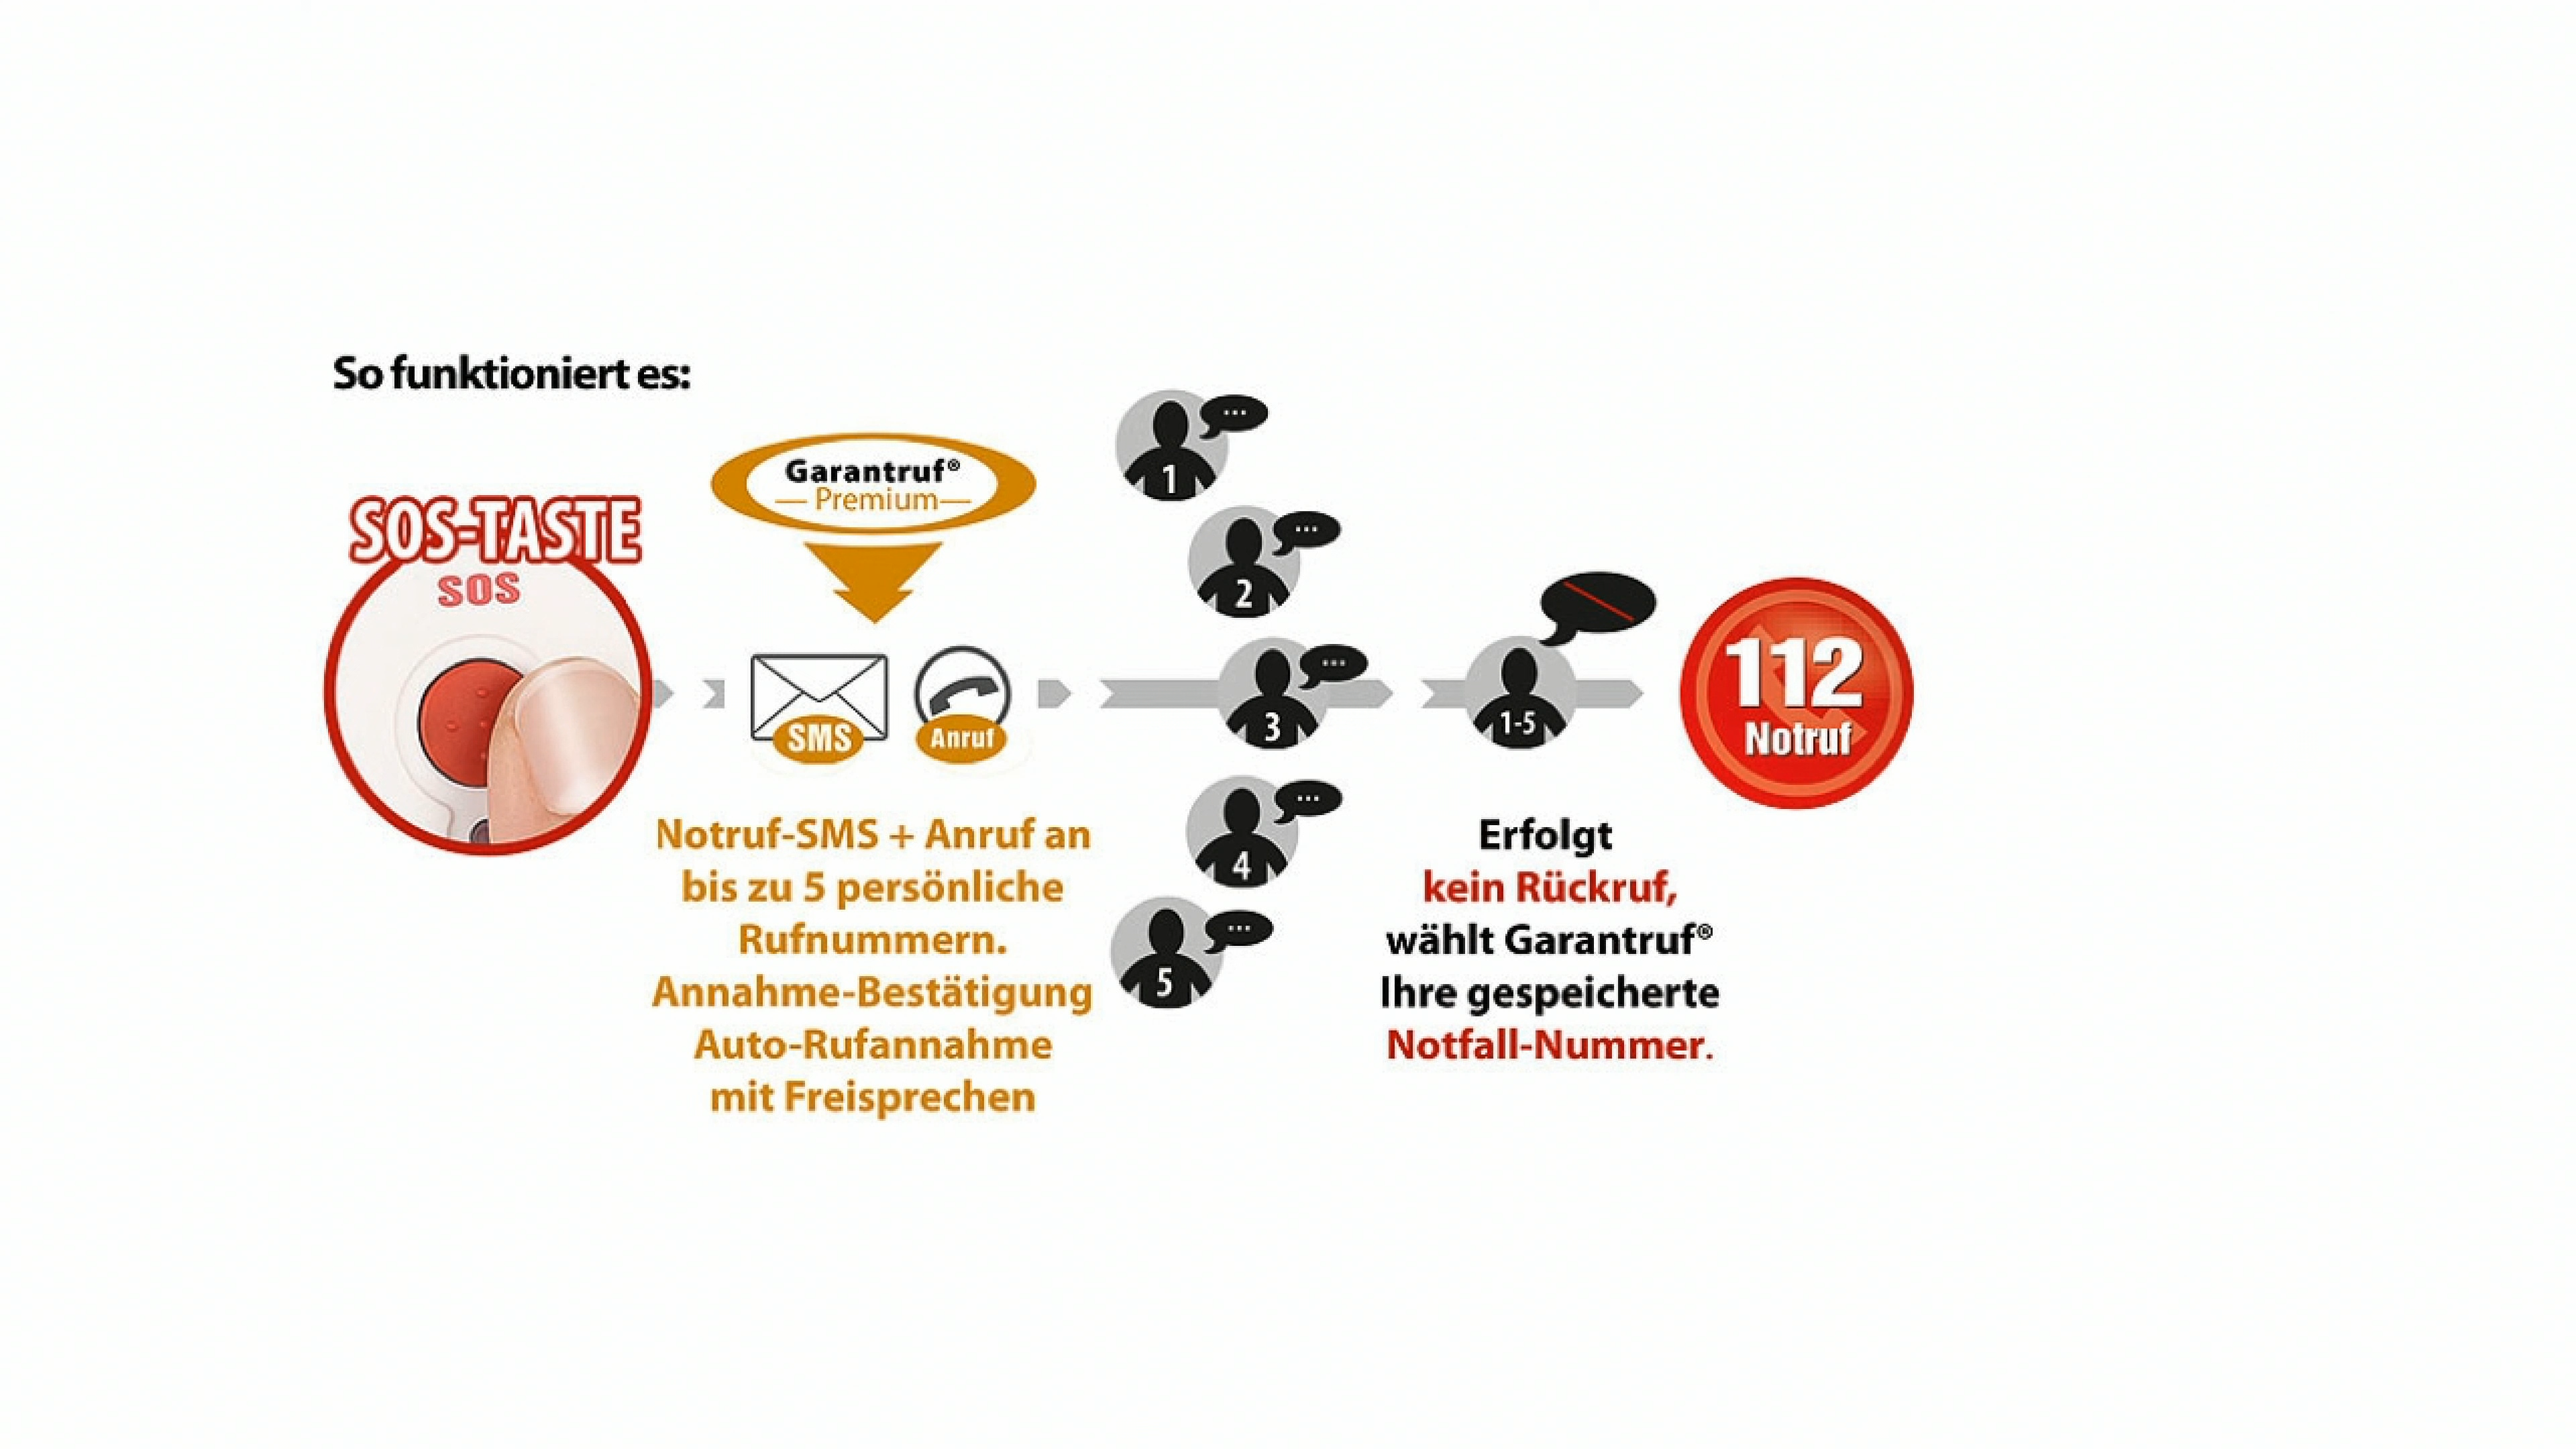 So funktioniert es:
SOS-TASTE
SOS
Garantruf®
Premium
SMS
Anruf
Notruf-SMS + Anruf an
bis zu 5 persönliche
Rufnummern.
Annahme-Bestätigung
Auto-Rufannahme
mit Freisprechen
1
2
3
4
5
1-5
Erfolgt
kein Rückruf,
wählt Garantruf®
Ihre gespeicherte
Notfall-Nummer.
112
Notruf